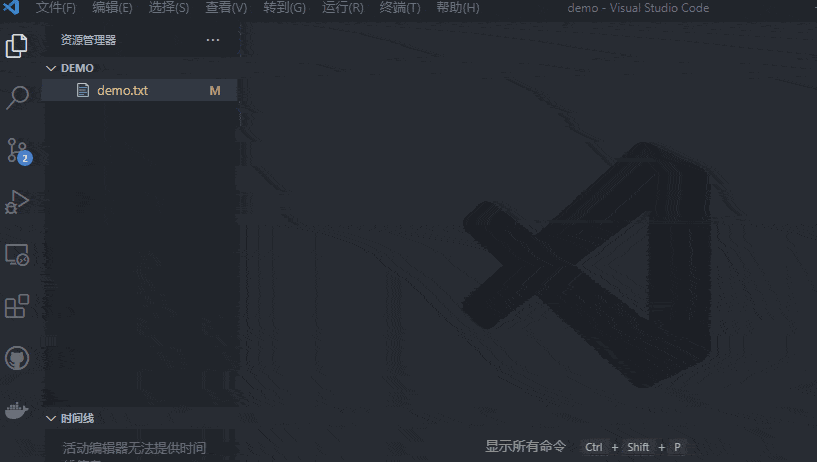 文件(F) 编辑(E) 选择(S) 查看(V) 转到(G) 运行(R) 终端(T) 帮助(H) demo - Visual Studio Code
资源管理器 ···
DEMO
demo.txt M
2
时间线
活动编辑器无法提供时间
显示所有命令 Ctrl + Shift + P